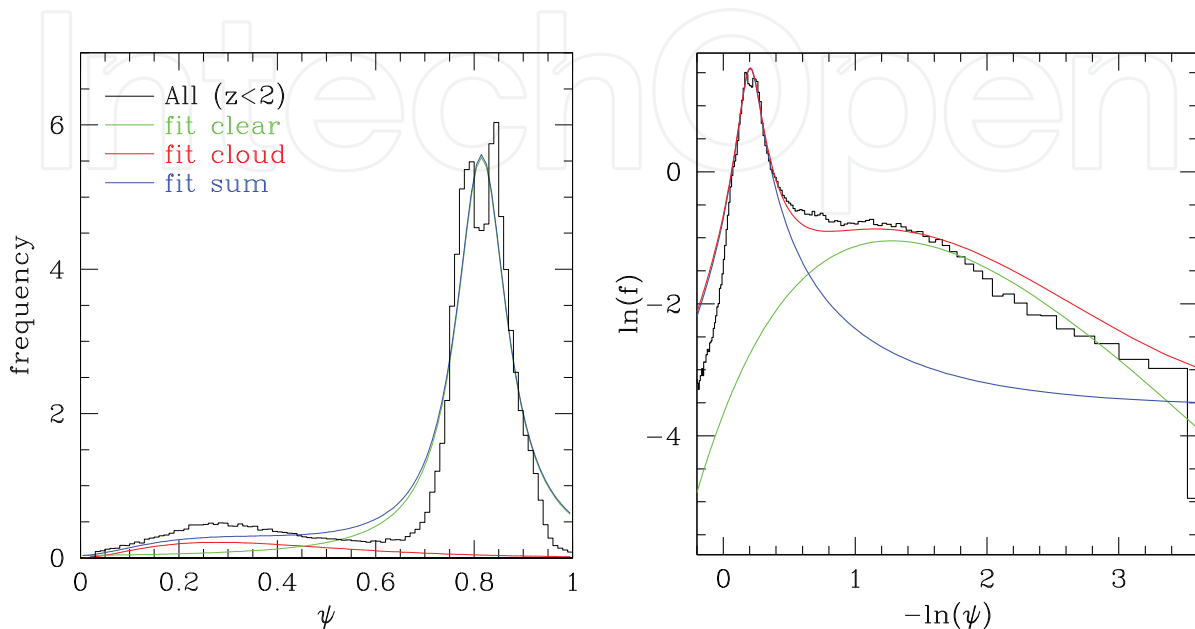 IntechOpen
All (z<2)
fit clear
fit cloud
fit sum
frequency
6
4
2
0
0
0.2
0.4
0.6
0.8
1
ψ
ln(f)
0
−2
−4
0
1
2
3
−ln(ψ)